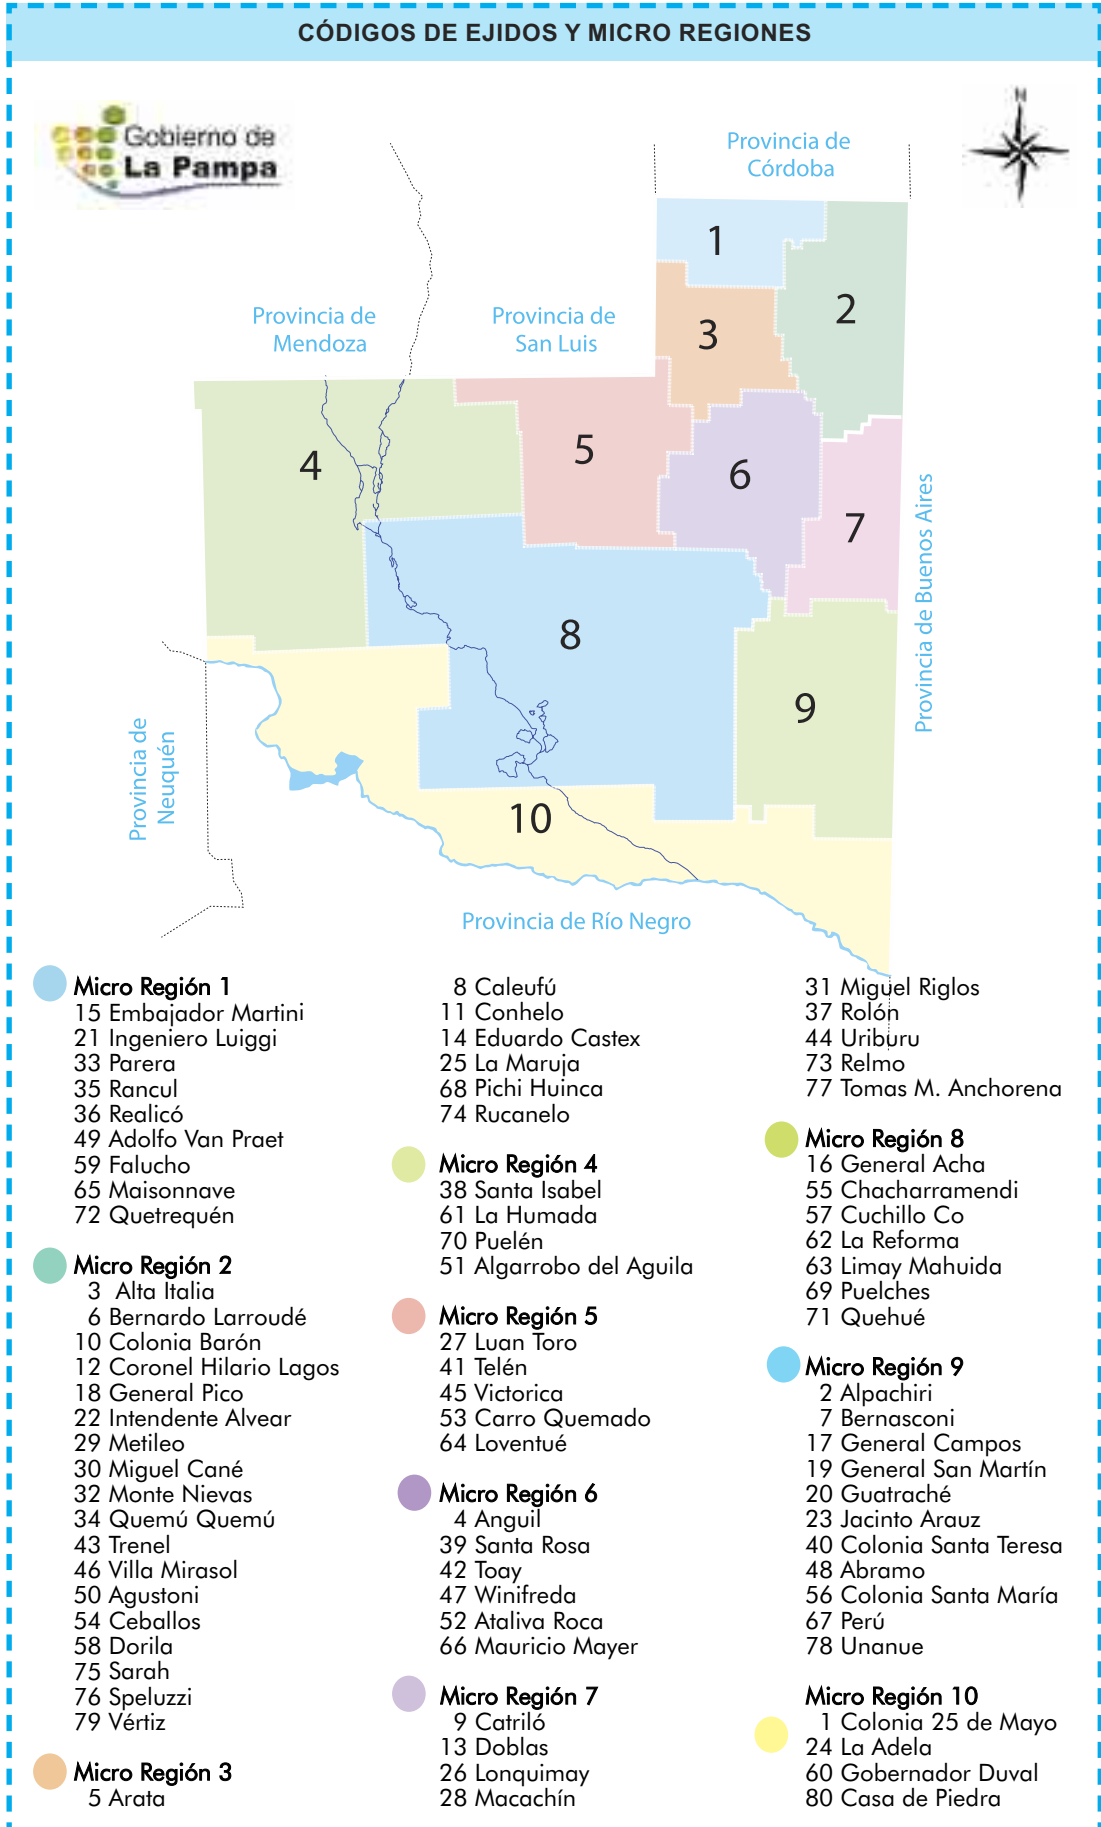 CÓDIGOS DE EJIDOS Y MICRO REGIONES
Gobierno de
La Pampa
N
Provincia de
Córdoba
Provincia de
Mendoza
Provincia de
San Luis
1
2
3
4
5
6
7
8
9
10
Provincia de Buenos Aires
Provincia de
Neuquén
Provincia de Río Negro
Micro Región 1
15 Embajador Martini
21 Ingeniero Luiggi
33 Parera
35 Rancul
36 Realicó
49 Adolfo Van Praet
59 Falucho
65 Maisonnave
72 Quetrequén
Micro Región 2
3 Alta Italia
6 Bernardo Larroudé
10 Colonia Barón
12 Coronel Hilario Lagos
18 General Pico
22 Intendente Alvear
29 Metileo
30 Miguel Cané
32 Monte Nievas
34 Quemú Quemú
43 Trenel
46 Villa Mirasol
50 Agustoni
54 Ceballos
58 Dorila
75 Sarah
76 Speluzzi
79 Vértiz
Micro Región 3
5 Arata
8 Caleufú
11 Conhelo
14 Eduardo Castex
25 La Maruja
68 Pichi Huinca
74 Rucanelo
Micro Región 4
38 Santa Isabel
61 La Humada
70 Puelén
51 Algarrobo del Aguila
Micro Región 5
27 Luan Toro
41 Telén
45 Victorica
53 Carro Quemado
64 Loventué
Micro Región 6
4 Anguil
39 Santa Rosa
42 Toay
47 Winifreda
52 Ataliva Roca
66 Mauricio Mayer
Micro Región 7
9 Catriló
13 Doblas
26 Lonquimay
28 Macachín
31 Miguel Riglos
37 Rolón
44 Uriburu
73 Relmo
77 Tomas M. Anchorena
Micro Región 8
16 General Acha
55 Chacharramendi
57 Cuchillo Co
62 La Reforma
63 Limay Mahuida
69 Puelches
71 Quehué
Micro Región 9
2 Alpachiri
7 Bernasconi
17 General Campos
19 General San Martín
20 Guatraché
23 Jacinto Arauz
40 Colonia Santa Teresa
48 Abramo
56 Colonia Santa María
67 Perú
78 Unanue
Micro Región 10
1 Colonia 25 de Mayo
24 La Adela
60 Gobernador Duval
80 Casa de Piedra